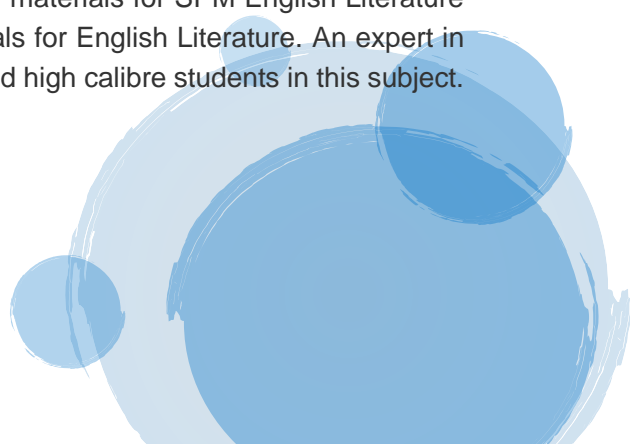 materials for SPM English Literature
als for English Literature. An expert in
d high calibre students in this subject.